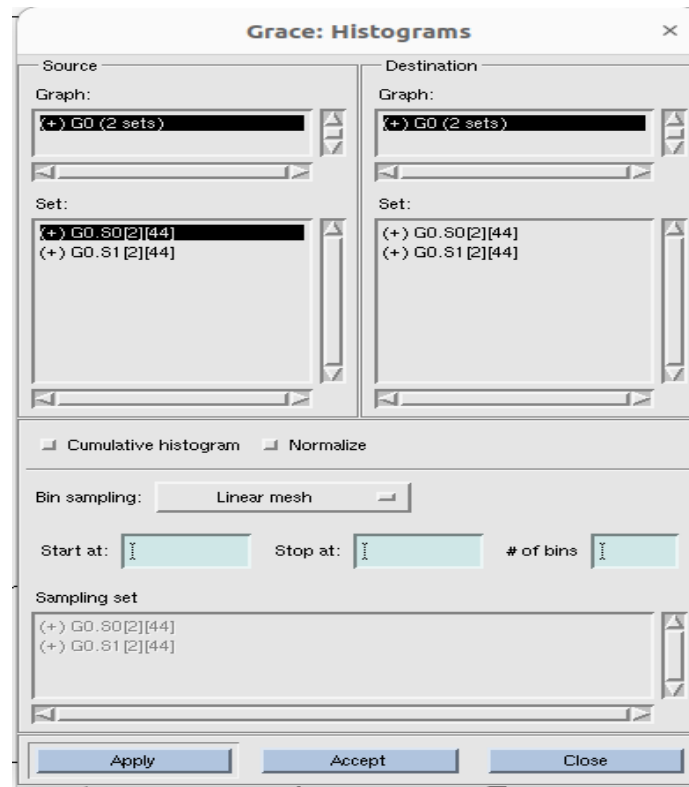 Grace: Histograms
Source
Graph:
(+) G0 (2 sets)
Set:
(+) G0.S0[2][44]
(+) G0.S1[2][44]
Destination
Graph:
(+) G0 (2 sets)
Set:
(+) G0.S0[2][44]
(+) G0.S1[2][44]
Cumulative histogram Normalize
Bin sampling: Linear mesh
Start at: Stop at: # of bins
Sampling set
(+) G0.S0[2][44]
(+) G0.S1[2][44]
Apply Accept Close